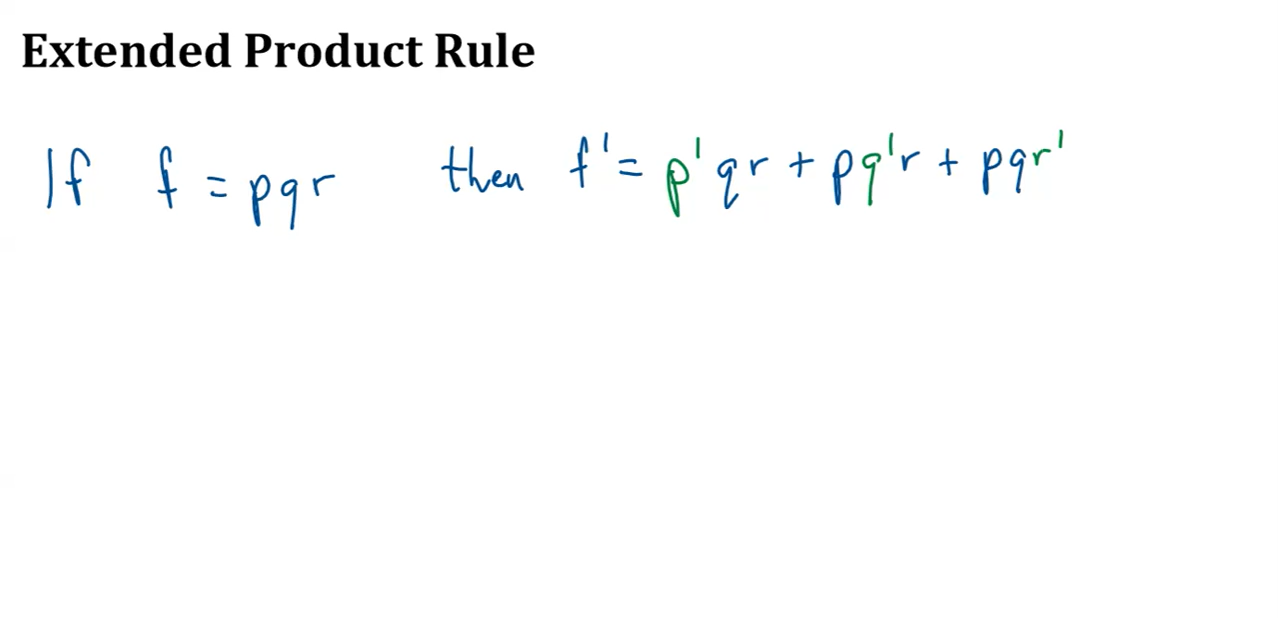 Extended Product Rule
If f = pqr then f' = p'qr + pq'r + pqr'